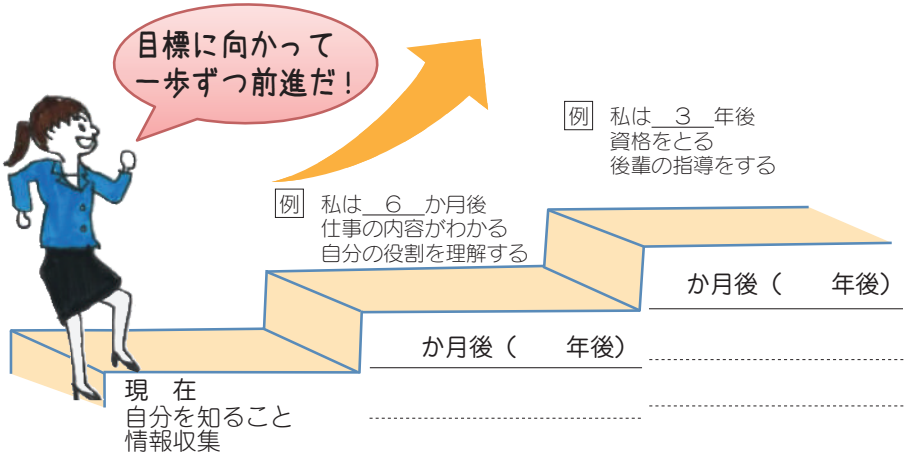 目標に向かって
一歩ずつ前進だ!
例 私は 3 年後
資格をとる
後輩の指導をする
例 私は 6 か月後
仕事の内容がわかる
自分の役割を理解する
か月後( 年後)
か月後( 年後)
現 在
自分を知ること
情報収集